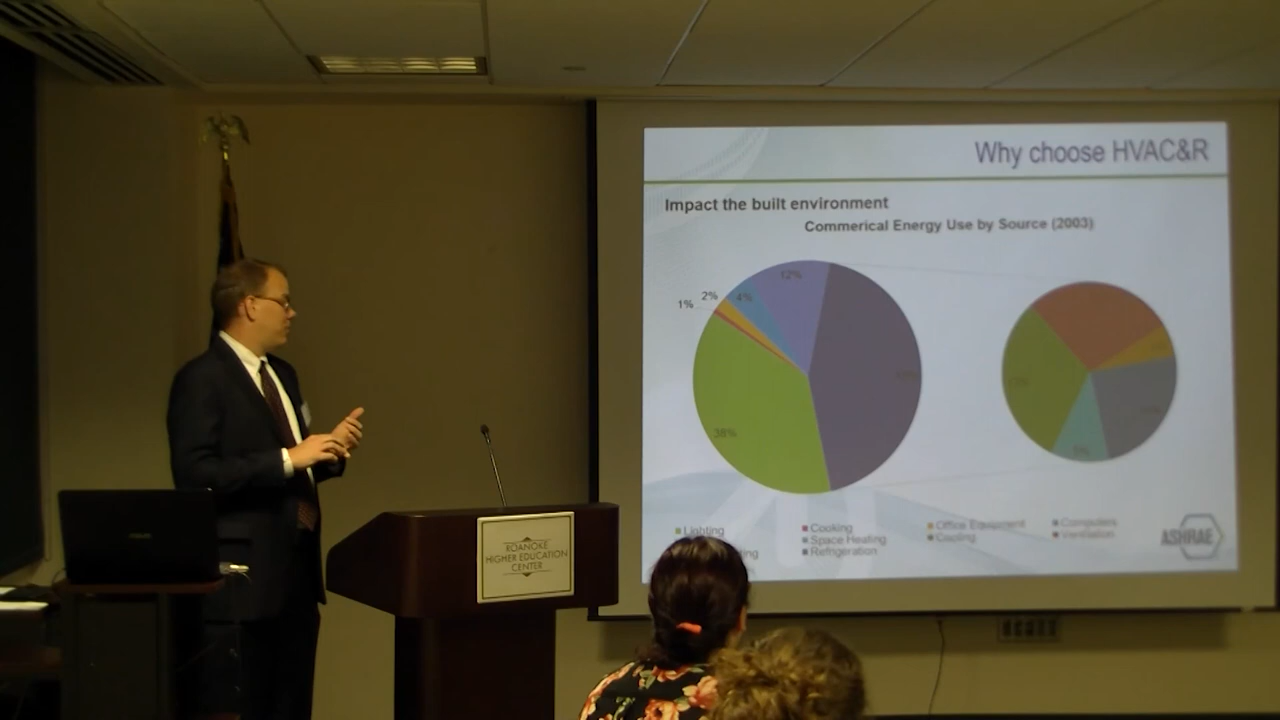 Why choose HVAC&R
Impact the built environment
Commerical Energy Use by Source (2003)
12%
4%
2%
1%
38%
Lighting
Cooking
Office Equipment
Computers
Space Heating
Cooling
Ventilation
Refrigeration
ASHRAE
ROANOKE
HIGHER EDUCATION
CENTER